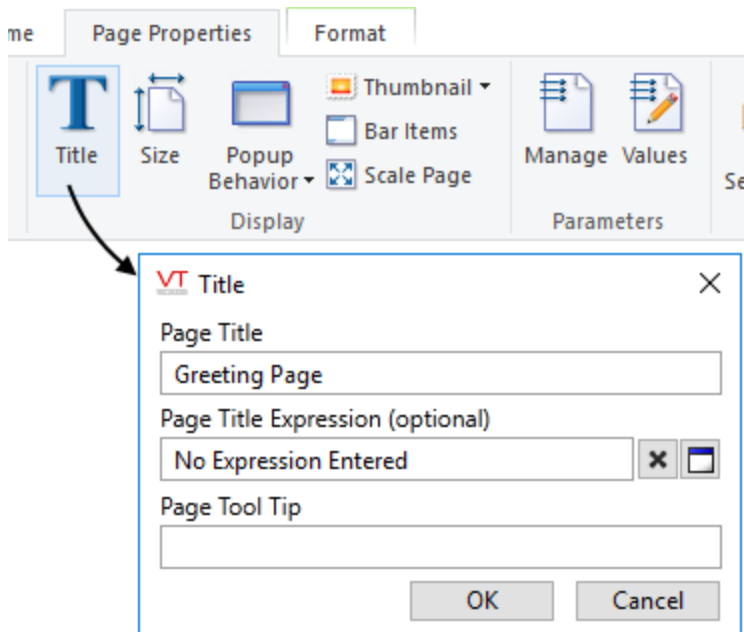 me Page Properties Format
Thumbnail
Bar Items
Scale Page
Title Size Popup Behavior
Manage Values
Se
Display Parameters
VT Title
Page Title
Greeting Page
Page Title Expression (optional)
No Expression Entered
Page Tool Tip
OK Cancel